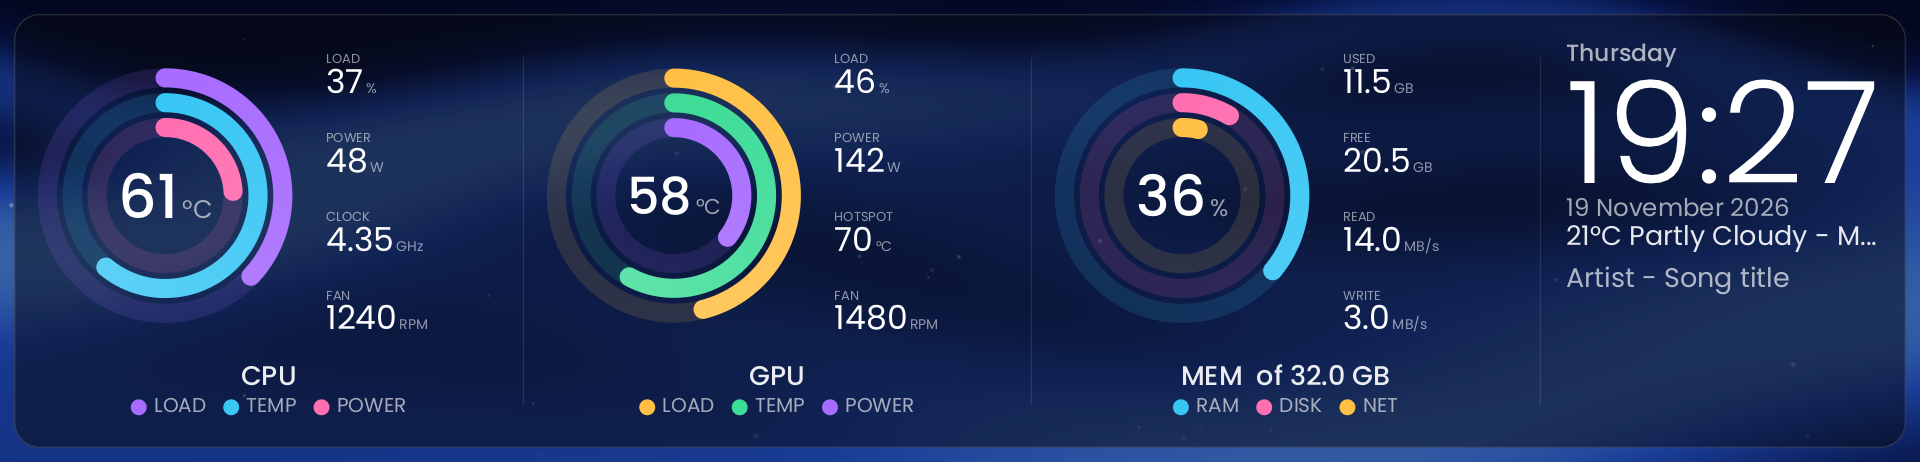 61 °C
LOAD
37 %
POWER
48 W
CLOCK
4.35 GHz
FAN
1240 RPM
CPU
LOAD TEMP POWER
58 °C
LOAD
46 %
POWER
142 W
HOTSPOT
70 °C
FAN
1480 RPM
GPU
LOAD TEMP POWER
36 %
USED
11.5 GB
FREE
20.5 GB
READ
14.0 MB/s
WRITE
3.0 MB/s
MEM of 32.0 GB
RAM DISK NET
Thursday
19:27
19 November 2026
21°C Partly Cloudy - M...
Artist - Song title